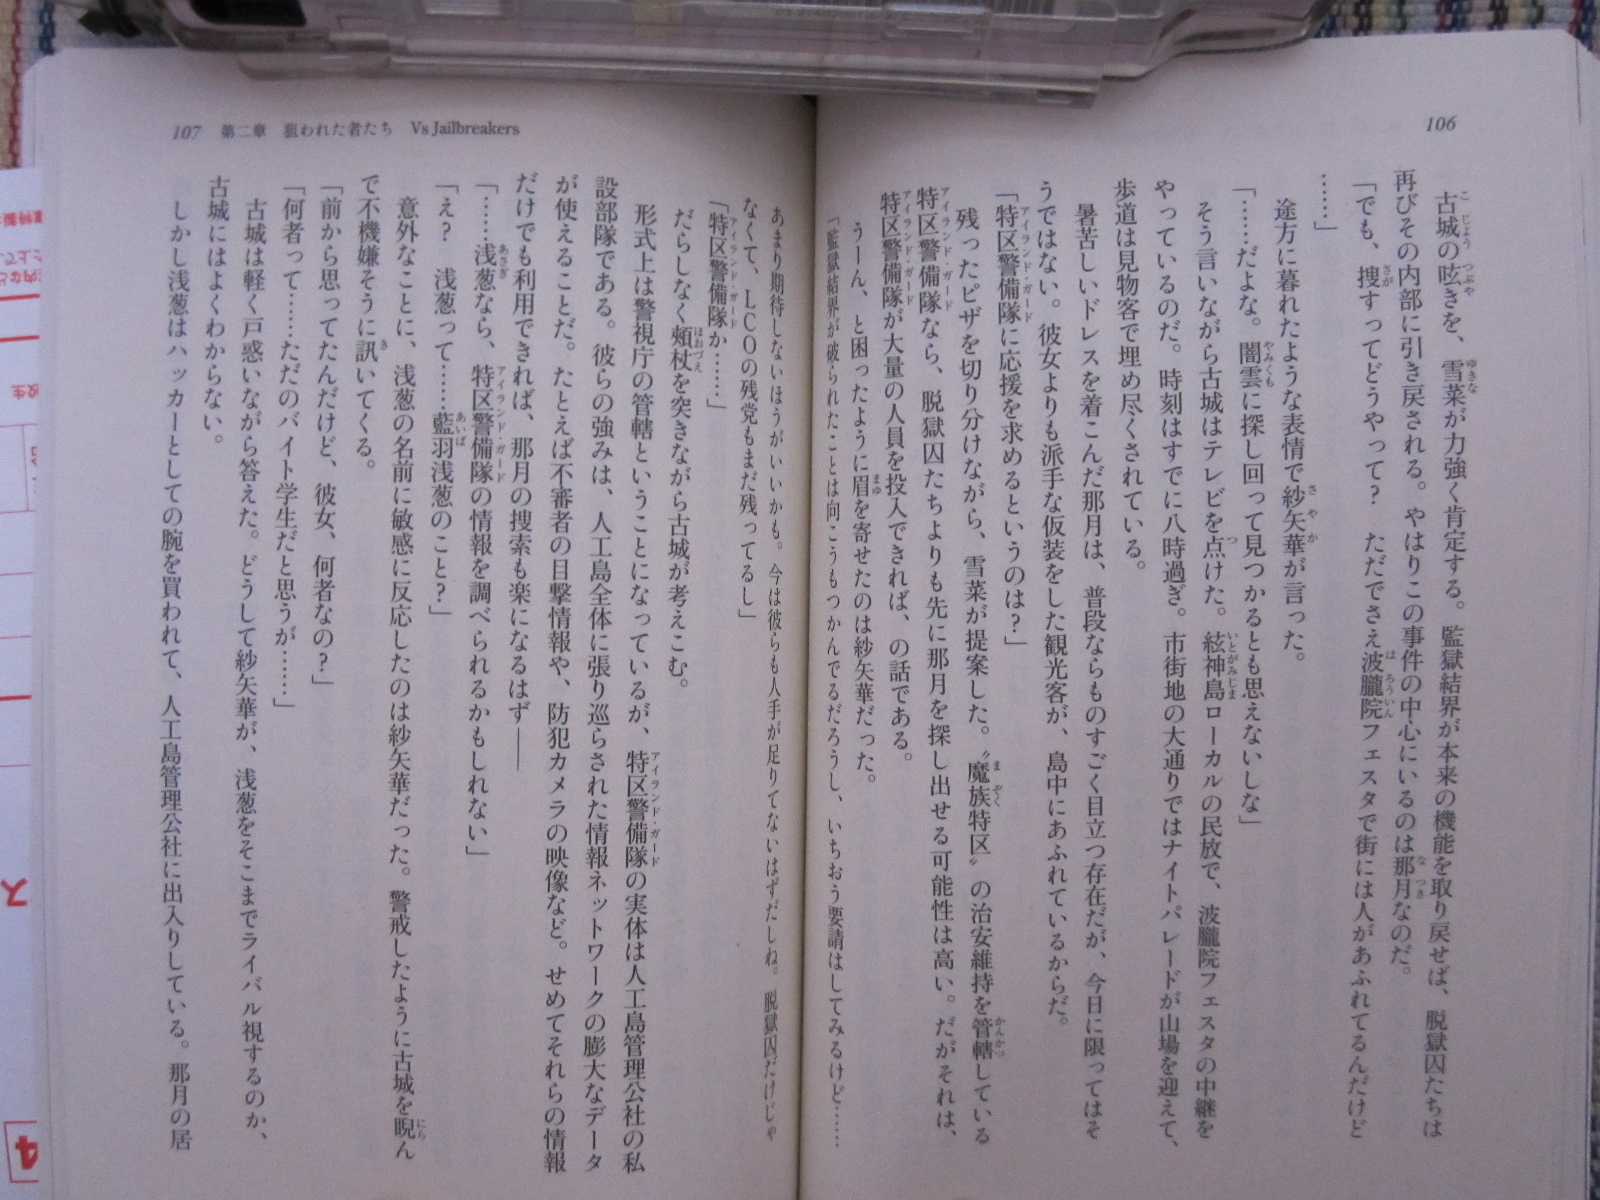 106
古城の呟きを、雪菜が力強く肯定する。監獄結界が本来の機能を取り戻せば、脱獄囚たちは
再びその内部に引き戻される。やはりこの事件の中心にいるのは那月なのだ。
「でも、捜すってどうやって？　ただでさえ波朧院フェスタで街には人があふれてるんだけど
……」
途方に暮れたような表情で紗矢華が言った。
「……だよな。闇雲に探し回って見つかるとも思えないしな」
そう言いながら古城はテレビを点けた。絃神島ローカルの民放で、波朧院フェスタの中継を
やっているのだ。時刻はすでに八時過ぎ。市街地の大通りではナイトパレードが山場を迎えて、
歩道は見物客で埋め尽くされている。
暑苦しいドレスを着こんだ那月は、普段ならものすごく目立つ存在だが、今日に限ってはそ
うではない。彼女よりも派手な仮装をした観光客が、島中にあふれているからだ。
「特区警備隊に応援を求めるというのは？」
残ったピザを切り分けながら、雪菜が提案した。〝魔族特区〟の治安維持を管轄している
特区警備隊なら、脱獄囚たちよりも先に那月を探し出せる可能性は高い。だがそれは、
特区警備隊が大量の人員を投入できれば、の話である。
うーん、と困ったように眉を寄せたのは紗矢華だった。
「監獄結界が破られたことは向こうもつかんでるだろうし、いちおう要請はしてみるけど……
あまり期待しないほうがいいかも。今は彼らも人手が足りてないはずだしね。脱獄囚だけじゃ
なくて、LCOの残党もまだ残ってるし」
「特区警備隊か……」
だらしなく頬杖を突きながら古城が考えこむ。
形式上は警視庁の管轄ということになっているが、特区警備隊の実体は人工島管理公社の私
設部隊である。彼らの強みは、人工島全体に張り巡らされた情報ネットワークの膨大なデータ
が使えることだ。たとえば不審者の目撃情報や、防犯カメラの映像など。せめてそれらの情報
だけでも利用できれば、那月の捜索も楽になるはず――
「……浅葱なら、特区警備隊の情報を調べられるかもしれない」
「え？　浅葱って……藍羽浅葱のこと？」
意外なことに、浅葱の名前に敏感に反応したのは紗矢華だった。警戒したように古城を睨ん
で不機嫌そうに訊いてくる。
「前から思ってたんだけど、彼女、何者なの？」
「何者って……ただのバイト学生だと思うが……」
古城は軽く戸惑いながら答えた。どうして紗矢華が、浅葱をそこまでライバル視するのか、
古城にはよくわからない。
しかし浅葱はハッカーとしての腕を買われて、人工島管理公社に出入りしている。那月の居
107　第二章　狙われた者たち　Vs Jailbreakers
4
ス
校生